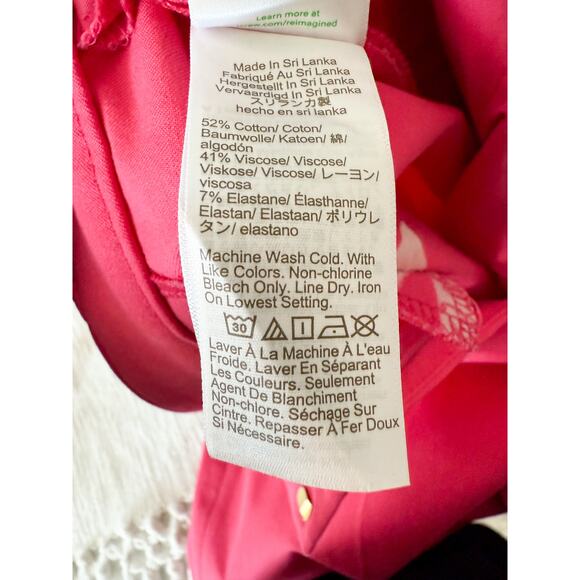 Learn more at
.com/reimagined
Made In Sri Lanka
Fabriqué Au Sri Lanka
Hergestellt In Sri Lanka
Vervaardigd In Sri Lanka
スリランカ製
hecho en sri lanka
52% Cotton/ Coton/
Baumwolle/ Katoen/ 綿/
algodón
41% Viscose/ Viscose/
Viskose/ Viscose/ レーヨン/
viscosa
7% Elastane/ Élasthanne/
Elastan/ Elastaan/ ポリウレ
タン/ elastano
Machine Wash Cold. With
Like Colors. Non-chlorine
Bleach Only. Line Dry. Iron
On Lowest Setting.
30
Laver À La Machine À L'eau
Froide. Laver En Séparant
Les Couleurs. Seulement
Agent De Blanchiment
Non-chlore. Séchage Sur
Cintre. Repasser À Fer Doux
Si Nécessaire.